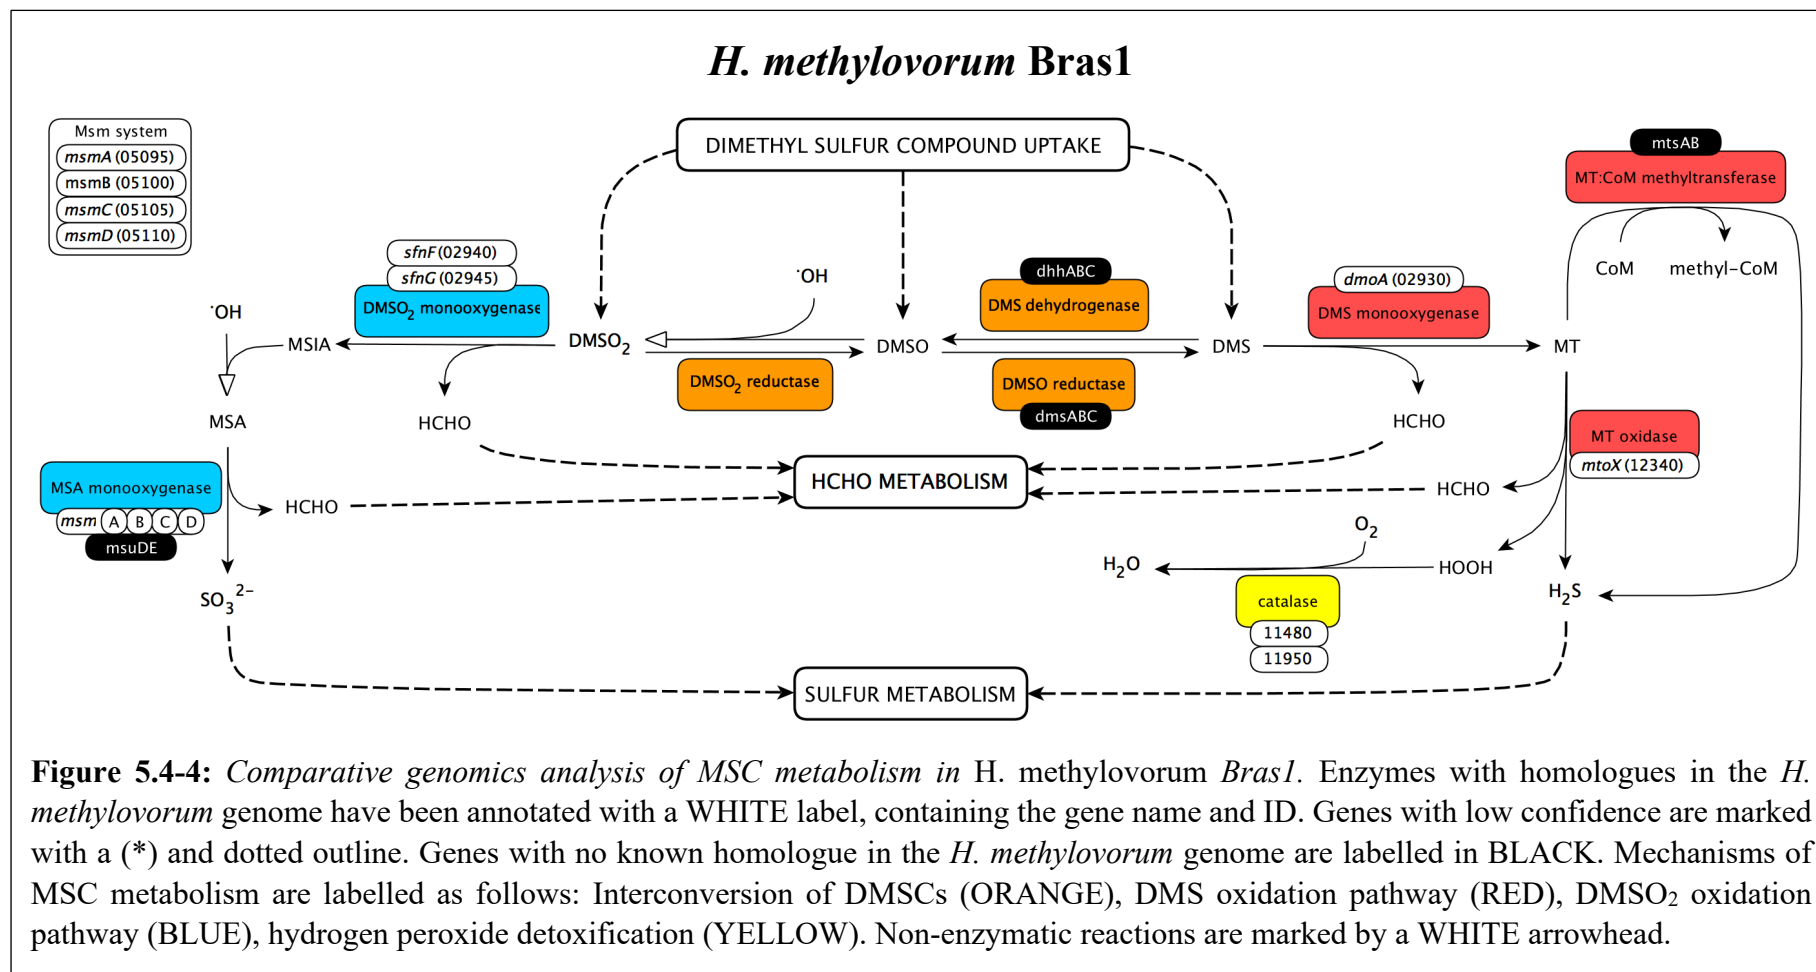 H. methylovorum Bras1
Msm system
msmA (05095)
msmB (05100)
msmC (05105)
msmD (05110)
DIMETHYL SULFUR COMPOUND UPTAKE
mtsAB
MT:CoM methyltransferase
CoM
methyl-CoM
sfnF (02940)
sfnG (02945)
DMSO2 monooxygenase
˙OH
dhhABC
DMS dehydrogenase
dmoA (02930)
DMS monooxygenase
˙OH
MSIA
DMSO2
DMSO
DMS
MT
DMSO2 reductase
DMSO reductase
dmsABC
MSA
HCHO
HCHO
MT oxidase
mtoX (12340)
HCHO METABOLISM
MSA monooxygenase
msm A B C D
msuDE
HCHO
HCHO
O2
H2O
HOOH
SO3 2−
catalase
11480
11950
H2S
SULFUR METABOLISM
Figure 5.4-4: Comparative genomics analysis of MSC metabolism in H. methylovorum Bras1. Enzymes with homologues in the H.
methylovorum genome have been annotated with a WHITE label, containing the gene name and ID. Genes with low confidence are marked
with a (*) and dotted outline. Genes with no known homologue in the H. methylovorum genome are labelled in BLACK. Mechanisms of
MSC metabolism are labelled as follows: Interconversion of DMSCs (ORANGE), DMS oxidation pathway (RED), DMSO2 oxidation
pathway (BLUE), hydrogen peroxide detoxification (YELLOW). Non-enzymatic reactions are marked by a WHITE arrowhead.